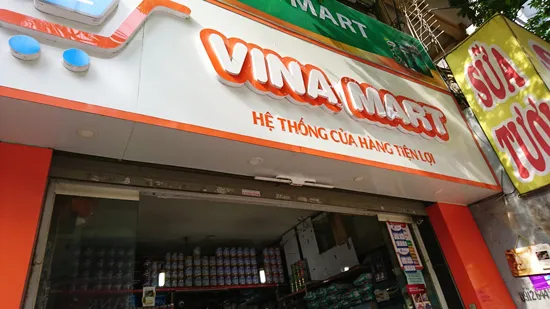 MART
VINA MART
HỆ THỐNG CỬA HÀNG TIỆN LỢI
SỮA
TƯƠI